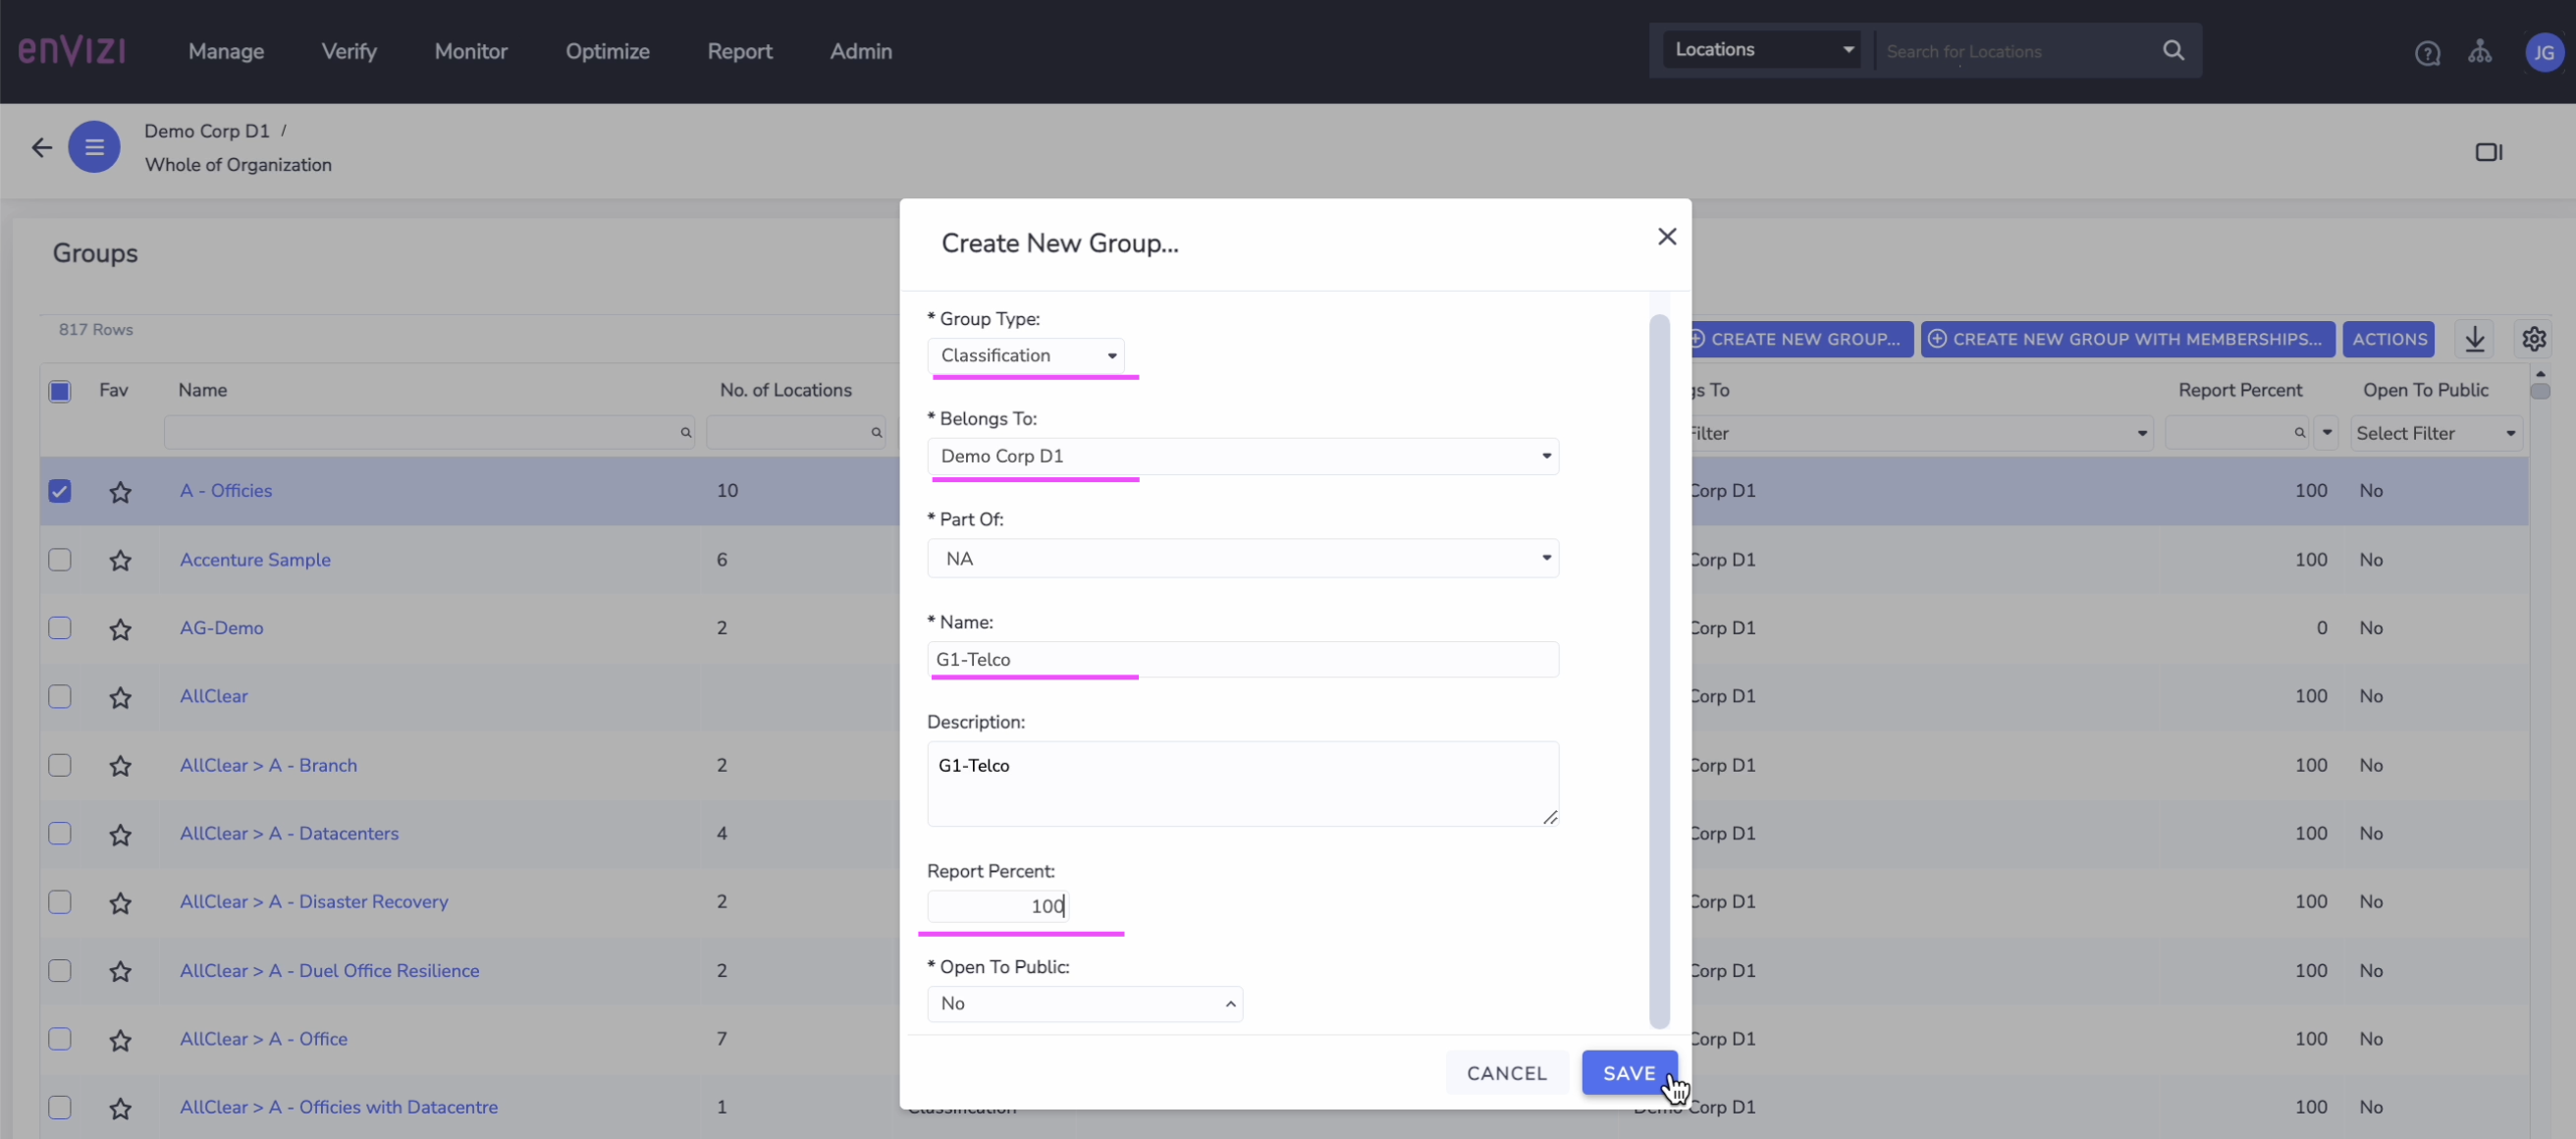 enVIZI
Manage
Verify
Monitor
Optimize
Report
Admin
Locations
Search for Locations
JG
Demo Corp D1 /
Whole of Organization
Groups
817 Rows
CREATE NEW GROUP...
CREATE NEW GROUP WITH MEMBERSHIPS...
ACTIONS
Fav
Name
No. of Locations
gs To
Report Percent
Open To Public
Filter
Select Filter
A - Officies 10 Corp D1 100 No
Accenture Sample 6 Corp D1 100 No
AG-Demo 2 Corp D1 0 No
AllClear Corp D1 100 No
AllClear > A - Branch 2 Corp D1 100 No
AllClear > A - Datacenters 4 Corp D1 100 No
AllClear > A - Disaster Recovery 2 Corp D1 100 No
AllClear > A - Duel Office Resilience 2 Corp D1 100 No
AllClear > A - Office 7 Corp D1 100 No
AllClear > A - Officies with Datacentre 1 Classification Demo Corp D1 100 No
Create New Group...
* Group Type:
Classification
* Belongs To:
Demo Corp D1
* Part Of:
NA
* Name:
G1-Telco
Description:
G1-Telco
Report Percent:
100
* Open To Public:
No
CANCEL
SAVE